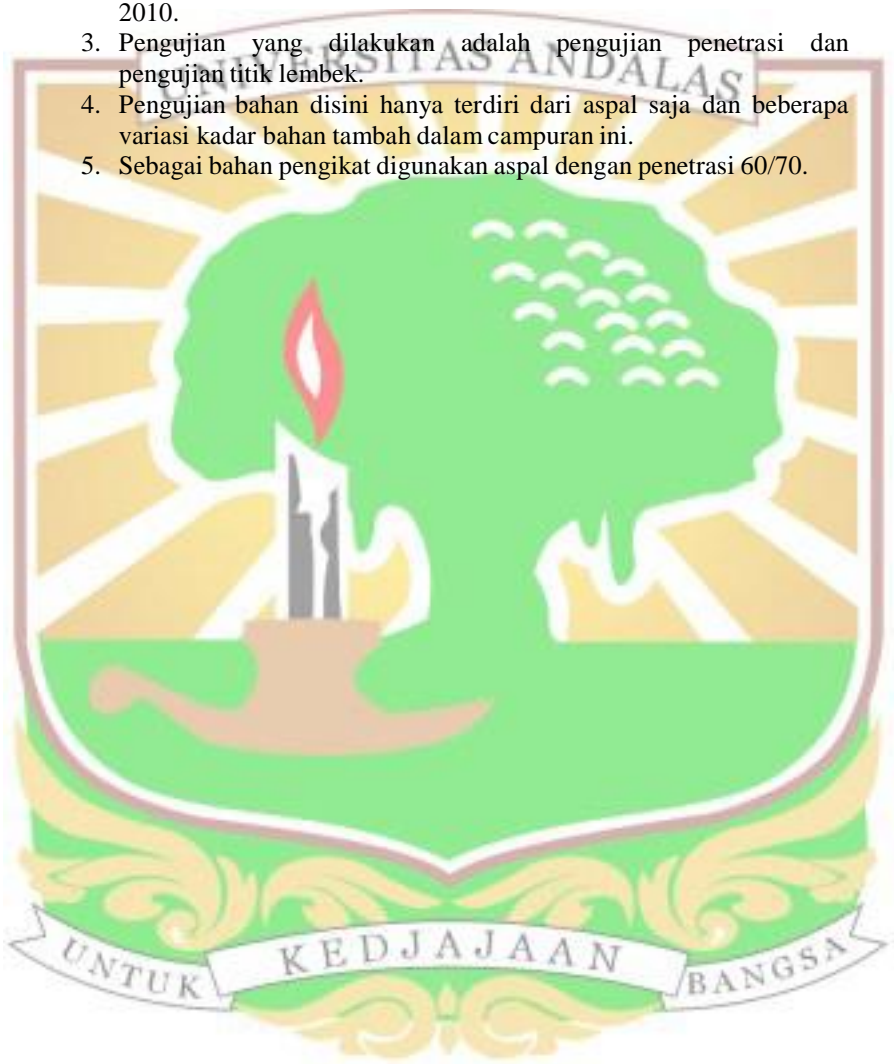 2010.
3. Pengujian yang dilakukan adalah pengujian penetrasi dan
pengujian titik lembek.
4. Pengujian bahan disini hanya terdiri dari aspal saja dan beberapa
variasi kadar bahan tambah dalam campuran ini.
5. Sebagai bahan pengikat digunakan aspal dengan penetrasi 60/70.
UNIVERSITAS ANDALAS
UNTUK KEDJAJAAN BANGSA